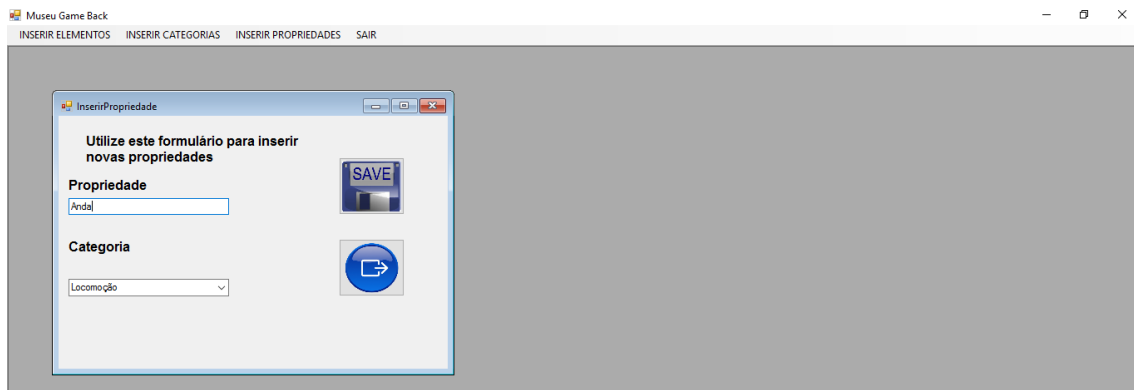 Museu Game Back
INSERIR ELEMENTOS INSERIR CATEGORIAS INSERIR PROPRIEDADES SAIR
InserirPropriedade
Utilize este formulário para inserir
novas propriedades
SAVE
Propriedade
Anda
Categoria
Locomoção